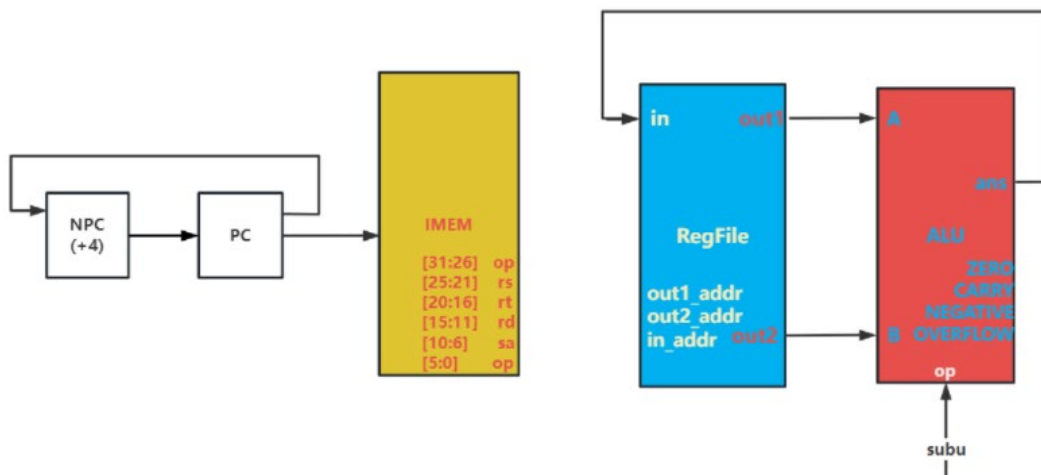 NPC
(+4)
PC
IMEM
[31:26] op
[25:21] rs
[20:16] rt
[15:11] rd
[10:6] sa
[5:0] op
in out1
RegFile
out1_addr
out2_addr
in_addr out2
A
ans
ALU
ZERO
CARRY
NEGATIVE
B OVERFLOW
op
subu